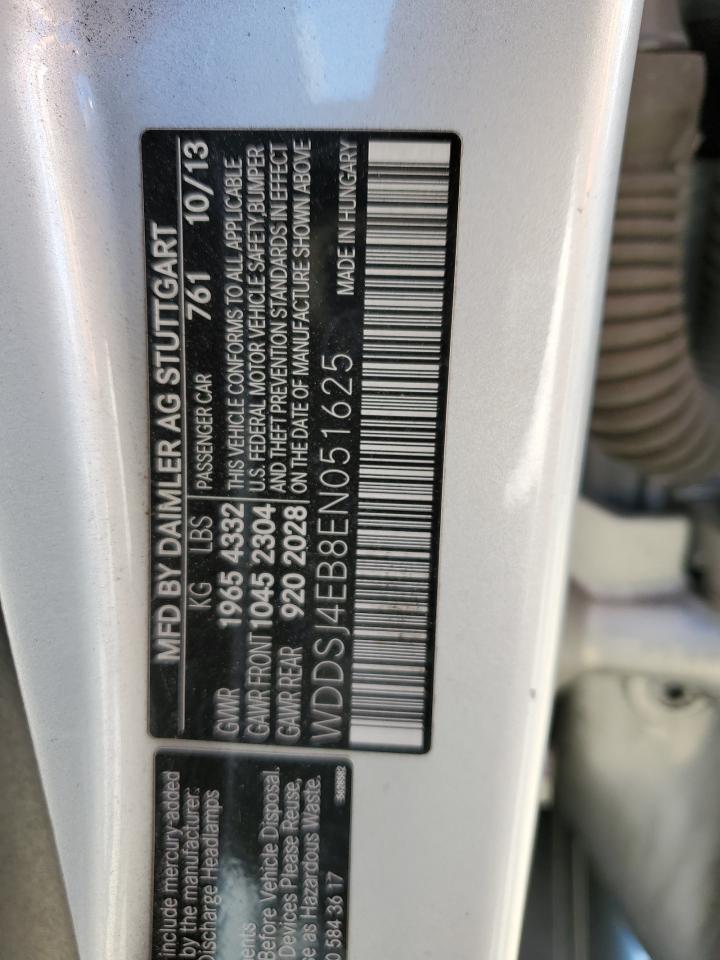 MFD BY DAIMLER AG STUTTGART
KG LBS PASSENGER CAR 761 10/13
GVWR 1965 4332 THIS VEHICLE CONFORMS TO ALL APPLICABLE
GAWR FRONT 1045 2304 U.S. FEDERAL MOTOR VEHICLE SAFETY, BUMPER
GAWR REAR 920 2028 AND THEFT PREVENTION STANDARDS IN EFFECT
ON THE DATE OF MANUFACTURE SHOWN ABOVE
WDDSJ4EB8EN051625 MADE IN HUNGARY
include mercury-added
by the manufacturer:
Discharge Headlamps
Before Vehicle Disposal.
Devices Please Reuse,
as Hazardous Waste.
584 36 17